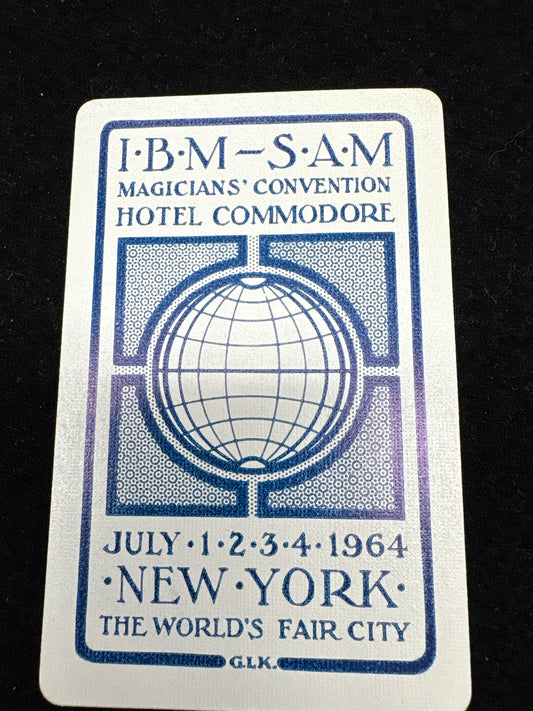 I·B·M–S·A·M
MAGICIANS' CONVENTION
HOTEL COMMODORE
JULY·1·2·3·4·1964
·NEW·YORK·
THE WORLD'S FAIR CITY
G.I.K.